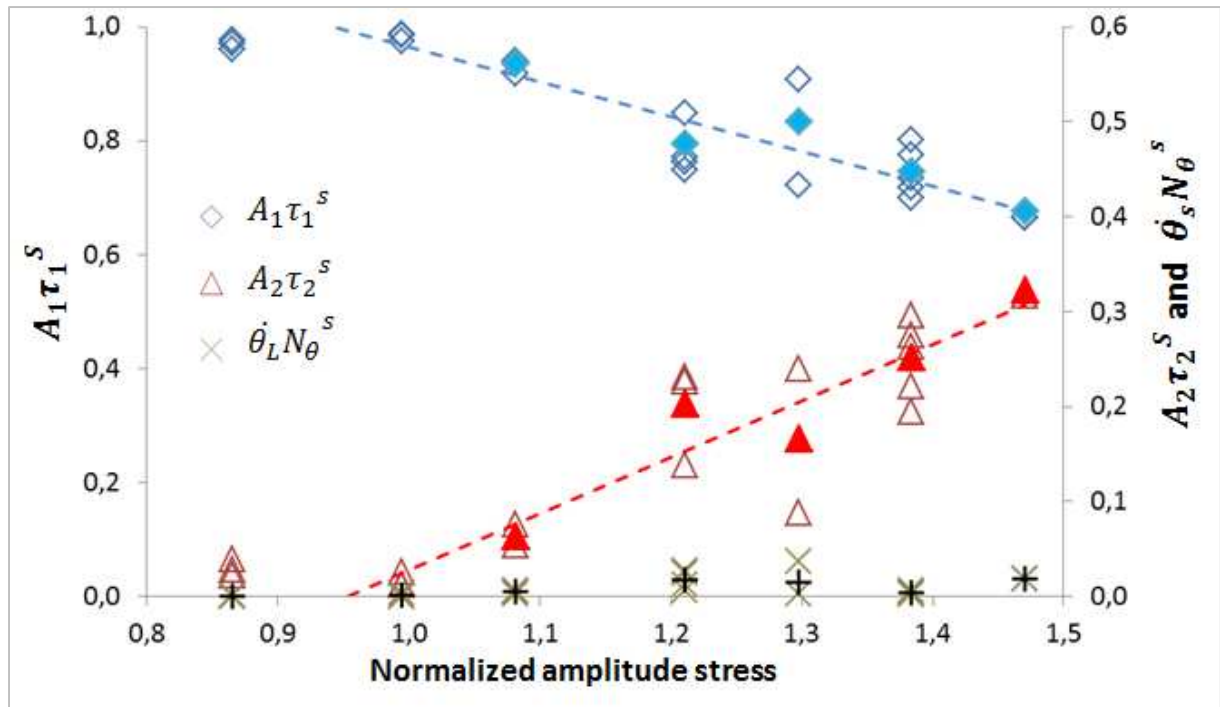 1,0
0,8
0,6
0,4
0,2
0,0
A₁τ₁ˢ
A₁τ₁ˢ
A₂τ₂ˢ
θ̇_L N_θˢ
0,8 0,9 1,0 1,1 1,2 1,3 1,4 1,5
Normalized amplitude stress
0,6
0,5
0,4
0,3
0,2
0,1
0,0
A₂τ₂ˢ and θ̇ₛN_θˢ